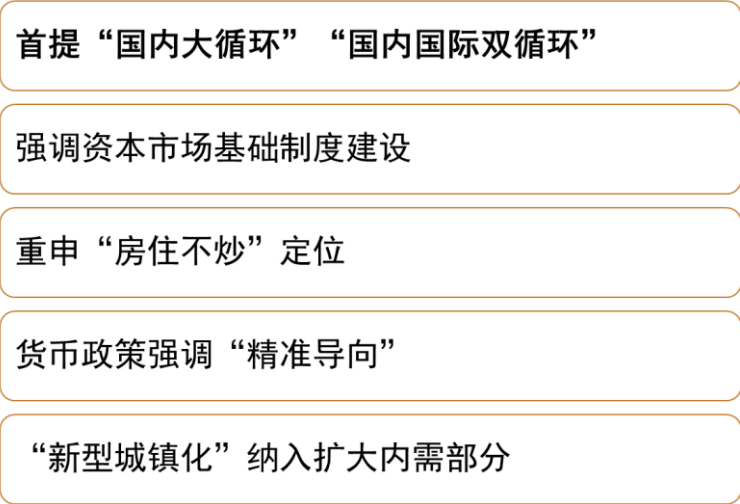 首提“国内大循环” “国内国际双循环”
强调资本市场基础制度建设
重申“房住不炒”定位
货币政策强调“精准导向”
“新型城镇化”纳入扩大内需部分